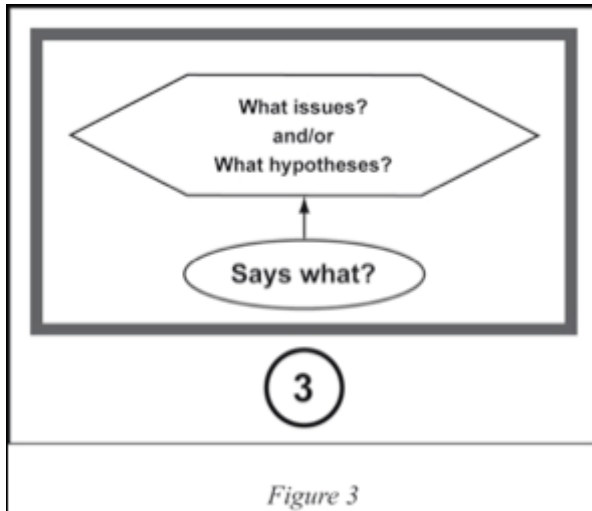 What issues?
and/or
What hypotheses?
Says what?
3
Figure 3